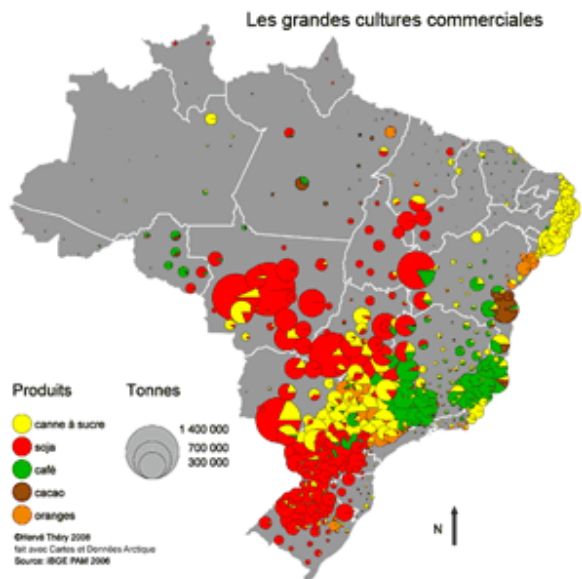 Les grandes cultures commerciales
Produits
canne à sucre
soja
café
cacao
oranges
Tonnes
1 400 000
700 000
300 000
©Hervé Théry 2008
fait avec Cartes et Données Arctique
Source: IBGE PAM 2006
N